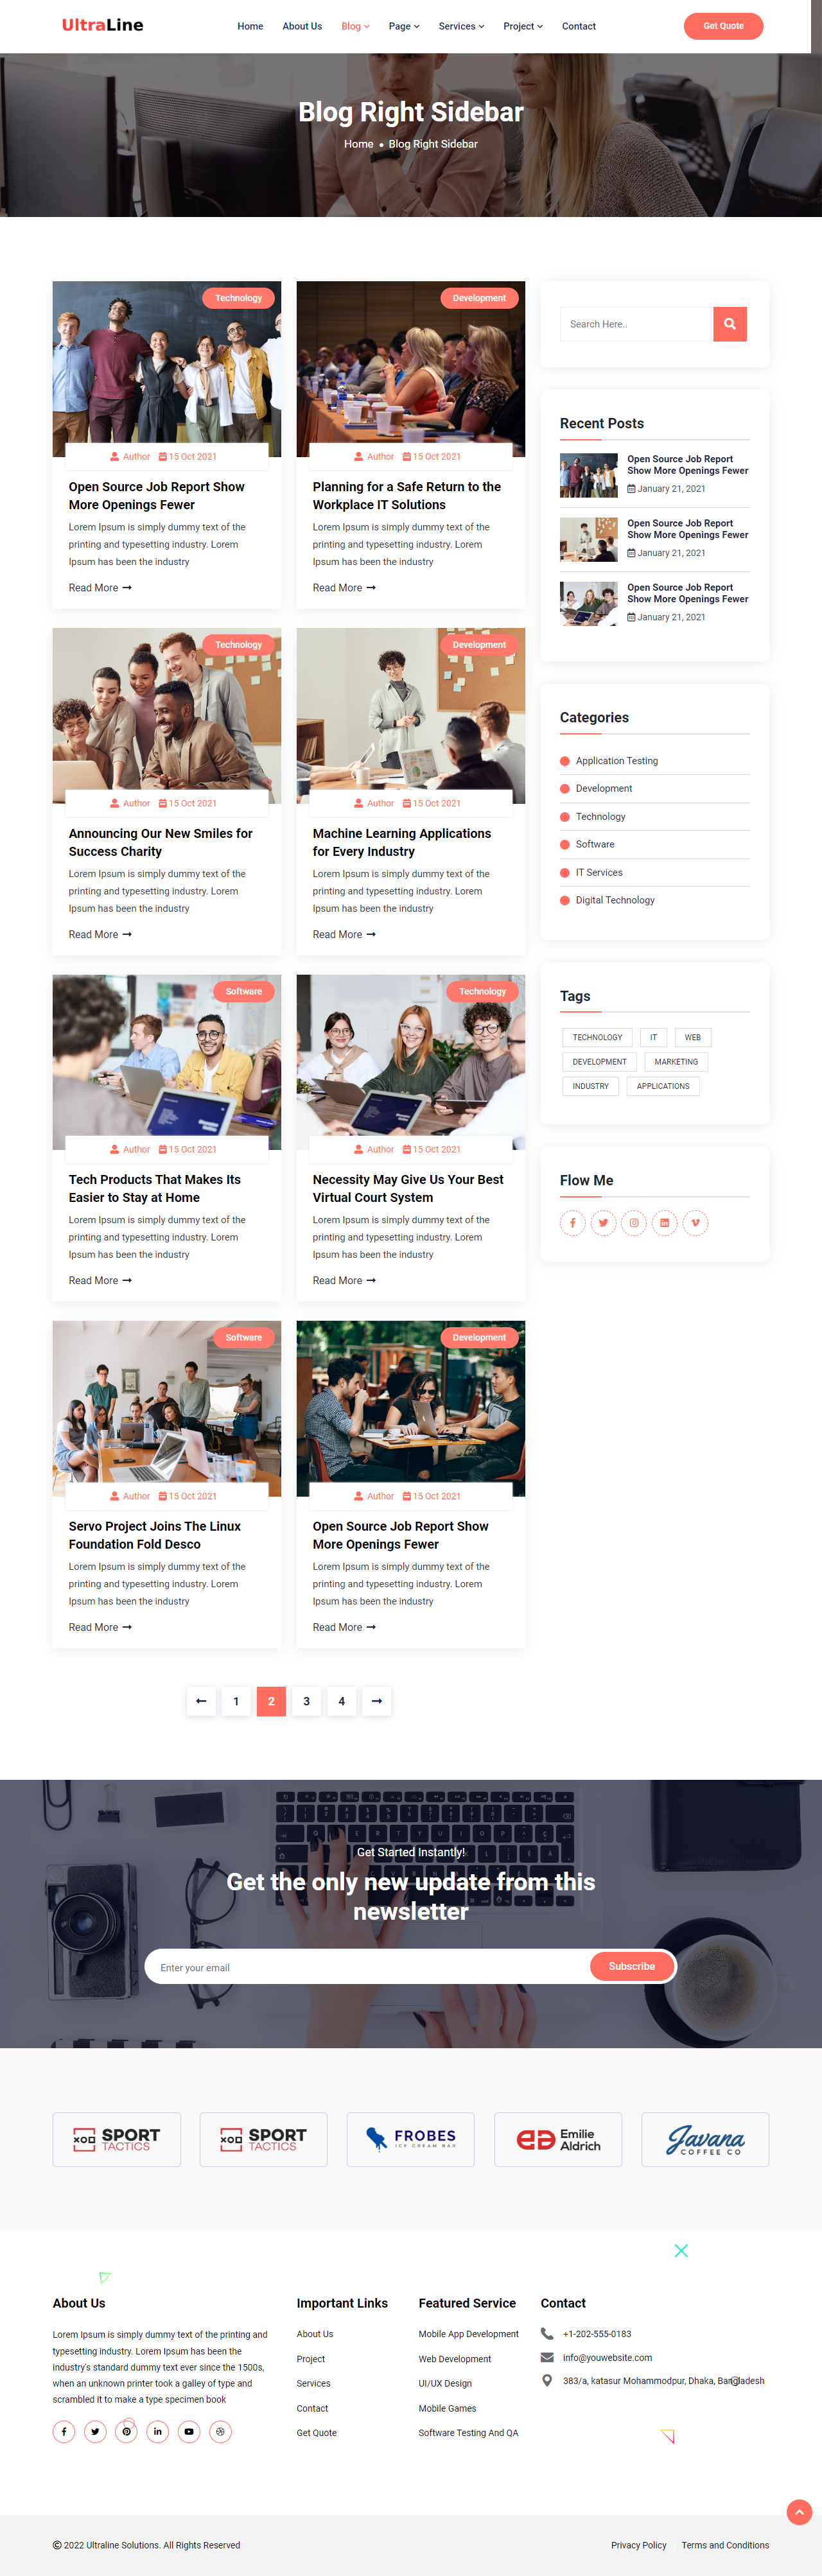 UltraLine
Home About Us Blog Page Services Project Contact
Get Quote
Blog Right Sidebar
Home • Blog Right Sidebar
Technology
Author 15 Oct 2021
Open Source Job Report Show
More Openings Fewer
Lorem Ipsum is simply dummy text of the
printing and typesetting industry. Lorem
Ipsum has been the industry
Read More
Development
Author 15 Oct 2021
Planning for a Safe Return to the
Workplace IT Solutions
Lorem Ipsum is simply dummy text of the
printing and typesetting industry. Lorem
Ipsum has been the industry
Read More
Technology
Author 15 Oct 2021
Announcing Our New Smiles for
Success Charity
Lorem Ipsum is simply dummy text of the
printing and typesetting industry. Lorem
Ipsum has been the industry
Read More
Development
Author 15 Oct 2021
Machine Learning Applications
for Every Industry
Lorem Ipsum is simply dummy text of the
printing and typesetting industry. Lorem
Ipsum has been the industry
Read More
Software
Author 15 Oct 2021
Tech Products That Makes Its
Easier to Stay at Home
Lorem Ipsum is simply dummy text of the
printing and typesetting industry. Lorem
Ipsum has been the industry
Read More
Technology
Author 15 Oct 2021
Necessity May Give Us Your Best
Virtual Court System
Lorem Ipsum is simply dummy text of the
printing and typesetting industry. Lorem
Ipsum has been the industry
Read More
Software
Author 15 Oct 2021
Servo Project Joins The Linux
Foundation Fold Desco
Lorem Ipsum is simply dummy text of the
printing and typesetting industry. Lorem
Ipsum has been the industry
Read More
Development
Author 15 Oct 2021
Open Source Job Report Show
More Openings Fewer
Lorem Ipsum is simply dummy text of the
printing and typesetting industry. Lorem
Ipsum has been the industry
Read More
1 2 3 4
Search Here..
Recent Posts
Open Source Job Report
Show More Openings Fewer
January 21, 2021
Open Source Job Report
Show More Openings Fewer
January 21, 2021
Open Source Job Report
Show More Openings Fewer
January 21, 2021
Categories
Application Testing
Development
Technology
Software
IT Services
Digital Technology
Tags
TECHNOLOGY IT WEB
DEVELOPMENT MARKETING
INDUSTRY APPLICATIONS
Flow Me
Get Started Instantly!
Get the only new update from this
newsletter
Enter your email
Subscribe
XOD SPORT
TACTICS
XOD SPORT
TACTICS
FROBES
ICE CREAM BAR
Emilie
Aldrich
Javana
COFFEE CO
About Us
Lorem Ipsum is simply dummy text of the printing and
typesetting industry. Lorem Ipsum has been the
industry's standard dummy text ever since the 1500s,
when an unknown printer took a galley of type and
scrambled it to make a type specimen book
Important Links
About Us
Project
Services
Contact
Get Quote
Featured Service
Mobile App Development
Web Development
UI/UX Design
Mobile Games
Software Testing And QA
Contact
+1-202-555-0183
info@youwebsite.com
383/a, katasur Mohammodpur, Dhaka, Bangladesh
© 2022 Ultraline Solutions. All Rights Reserved
Privacy Policy Terms and Conditions